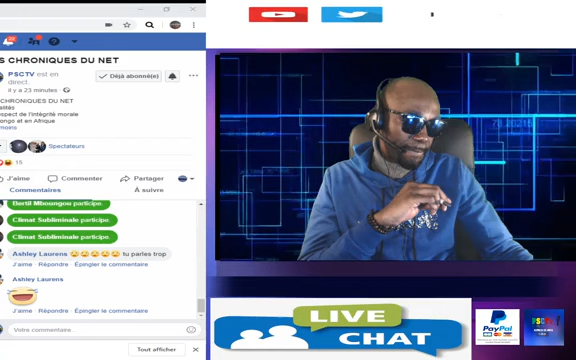 S CHRONIQUES DU NET
PSCTV est en
direct.
il y a 23 minutes
Déjà abonné(e)
CHRONIQUES DU NET
alités
spect de l'intégrité morale
ongo et en Afrique
moins
Spectateurs
15
J'aime
Commenter
Partager
Commentaires
À suivre
Bertil Mboungou participe.
Climat Subliminale participe.
Climat Subliminale participe.
Ashley Laurens tu parles trop
J'aime · Répondre · Épingler le commentaire
Ashley Laurens
J'aime · Répondre · Épingler le commentaire
Votre commentaire...
Tout afficher
LIVE
CHAT
PayPal